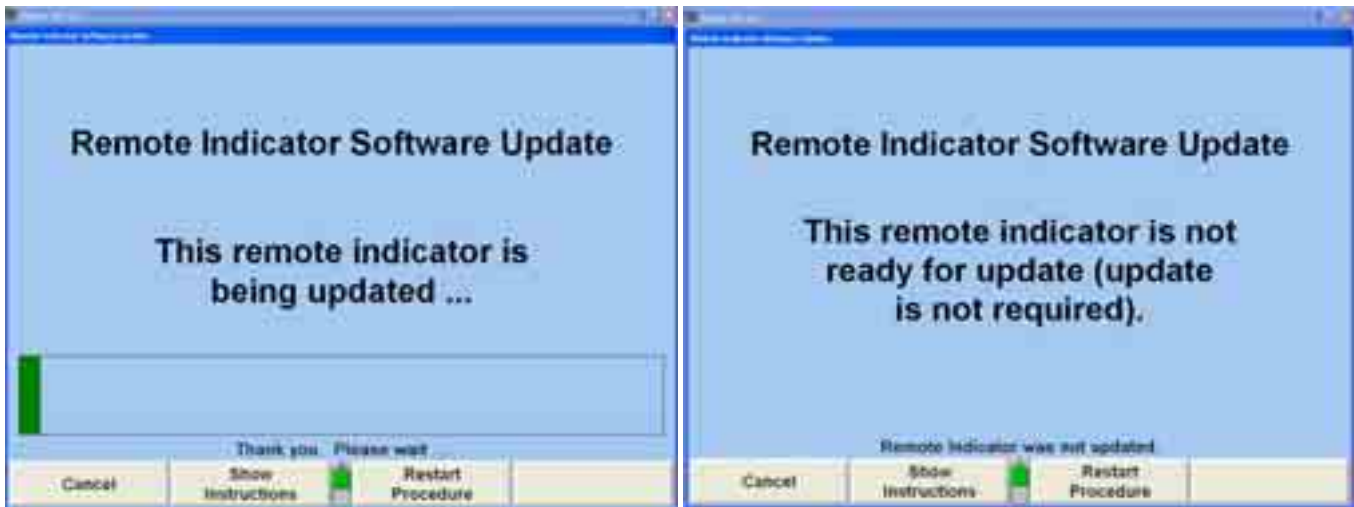 Remote Indicator Software Update
This remote indicator is
being updated ...
Thank you Please wait
Cancel
Show
Instructions
Restart
Procedure
Remote Indicator Software Update
This remote indicator is not
ready for update (update
is not required).
Remote Indicator was not updated
Cancel
Show
Instructions
Restart
Procedure